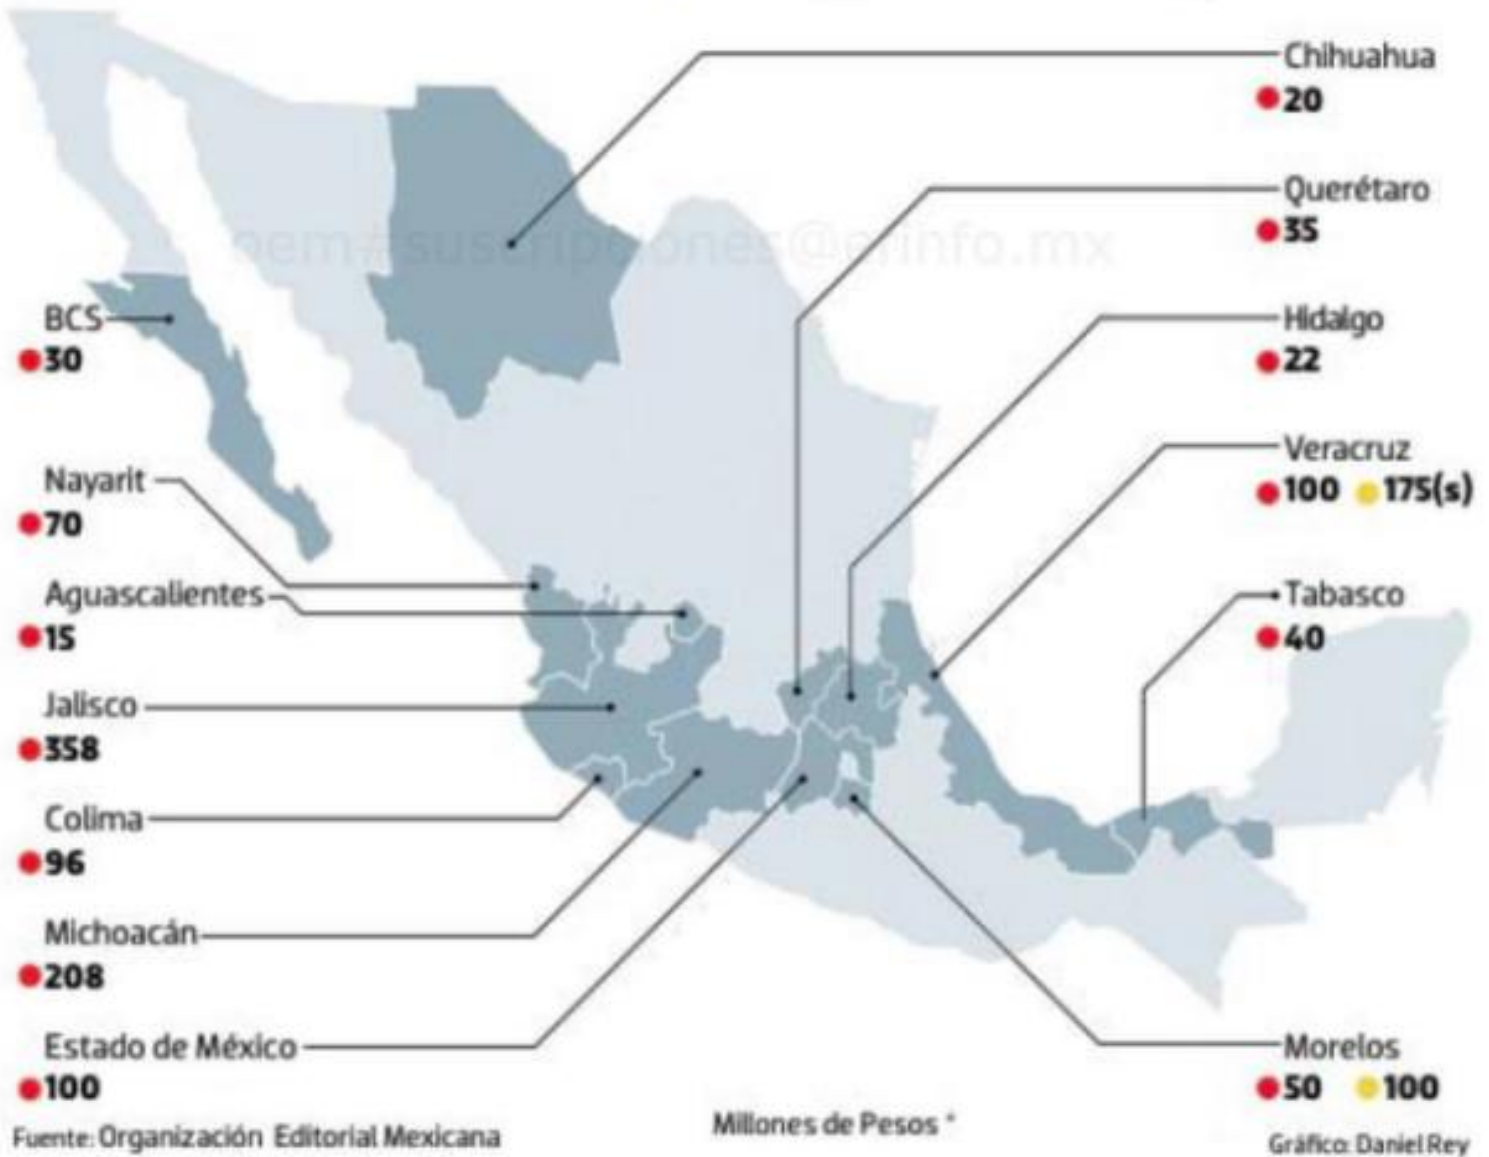 Chihuahua
20
Querétaro
35
BCS
30
Hidalgo
22
Veracruz
100 175(s)
Nayarit
70
Aguascalientes
15
Tabasco
40
Jalisco
358
Colima
96
Michoacán
208
Estado de México
100
Morelos
50 100
Fuente: Organización Editorial Mexicana
Millones de Pesos *
Gráfico: Daniel Rey